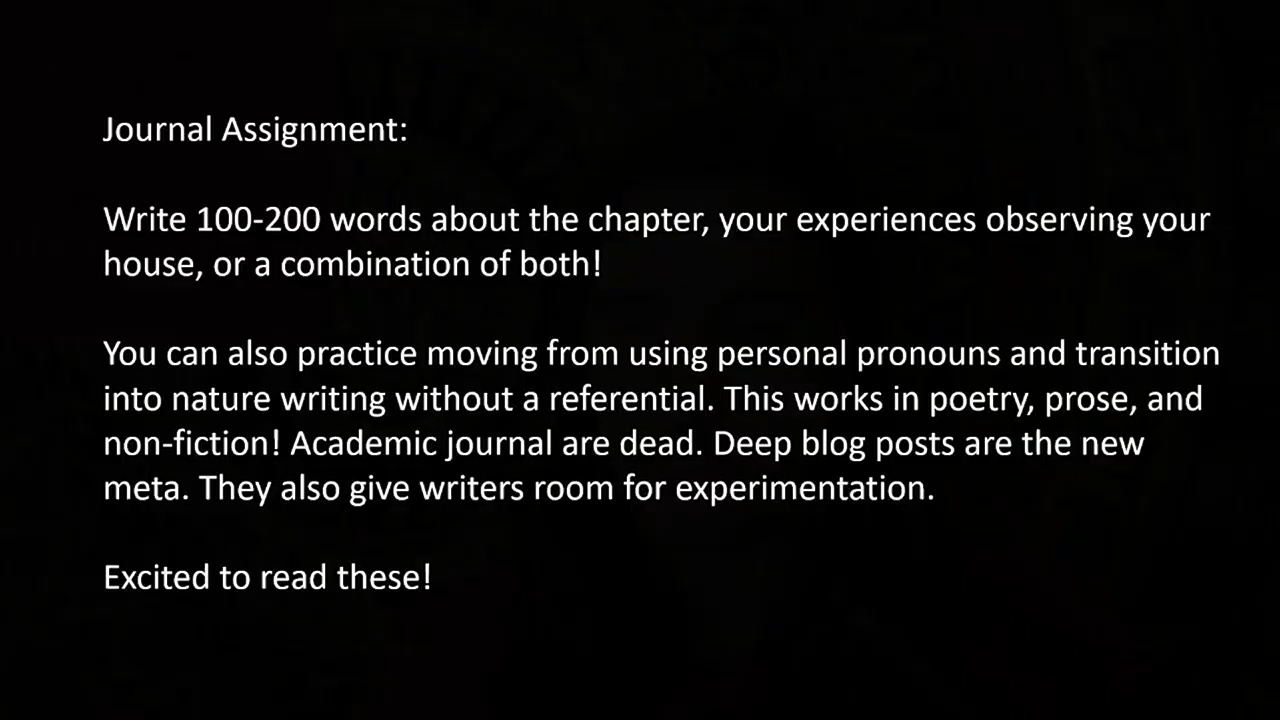 Journal Assignment:
Write 100-200 words about the chapter, your experiences observing your
house, or a combination of both!
You can also practice moving from using personal pronouns and transition
into nature writing without a referential. This works in poetry, prose, and
non-fiction! Academic journal are dead. Deep blog posts are the new
meta. They also give writers room for experimentation.
Excited to read these!